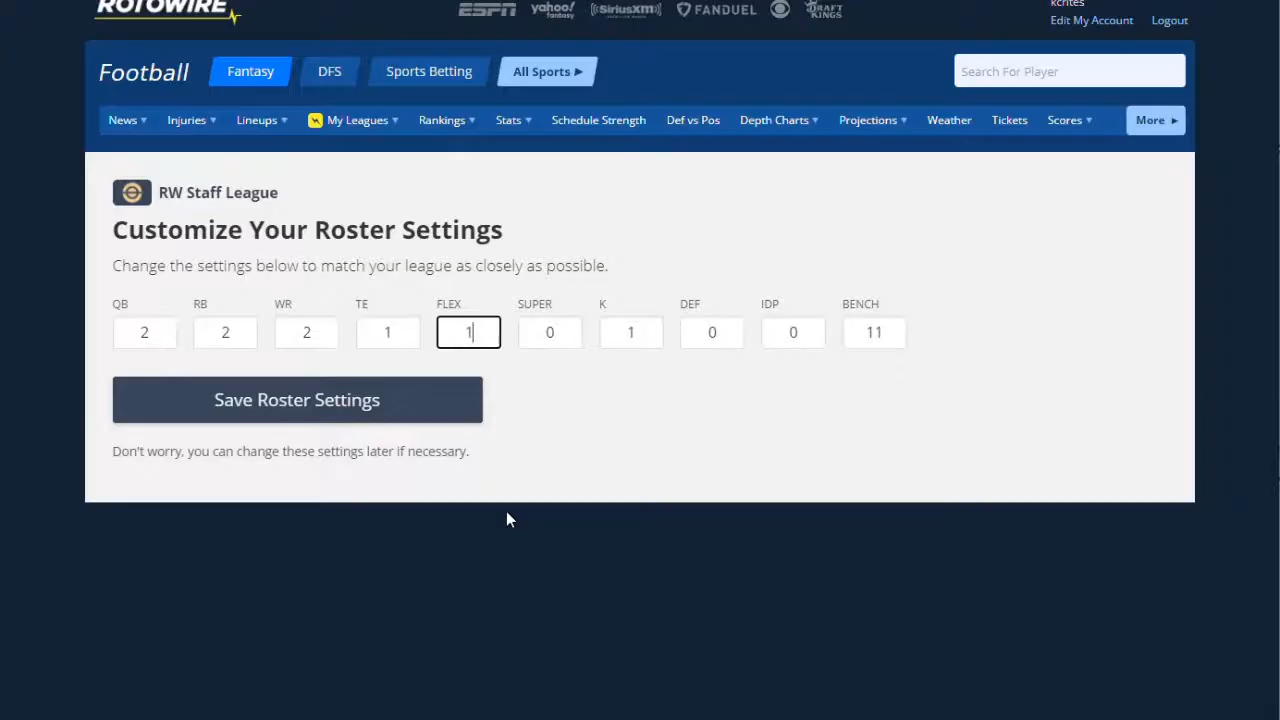 ROTOWIRE
ESPN yahoo! fantasy SiriusXM FANDUEL DRAFT KINGS
kcrites
Edit My Account Logout
Football Fantasy DFS Sports Betting All Sports ▸ Search For Player
News ▾ Injuries ▾ Lineups ▾ My Leagues ▾ Rankings ▾ Stats ▾ Schedule Strength Def vs Pos Depth Charts ▾ Projections ▾ Weather Tickets Scores ▾ More ▸
RW Staff League
Customize Your Roster Settings
Change the settings below to match your league as closely as possible.
QB RB WR TE FLEX SUPER K DEF IDP BENCH
2 2 2 1 1 0 1 0 0 11
Save Roster Settings
Don't worry, you can change these settings later if necessary.